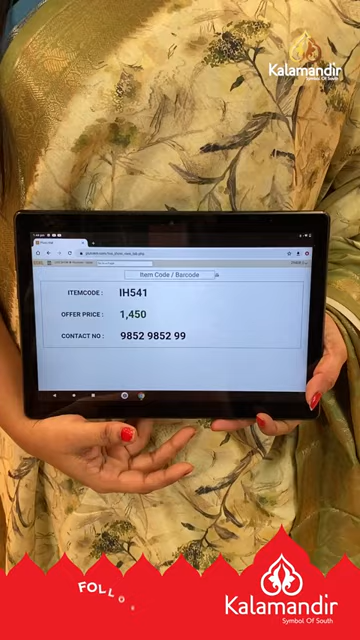 Kalamandir
Symbol Of South
Item Code / Barcode
ITEMCODE : IH541
OFFER PRICE : 1,450
CONTACT NO : 9852 9852 99
FOLLO
Kalamandir
Symbol Of South